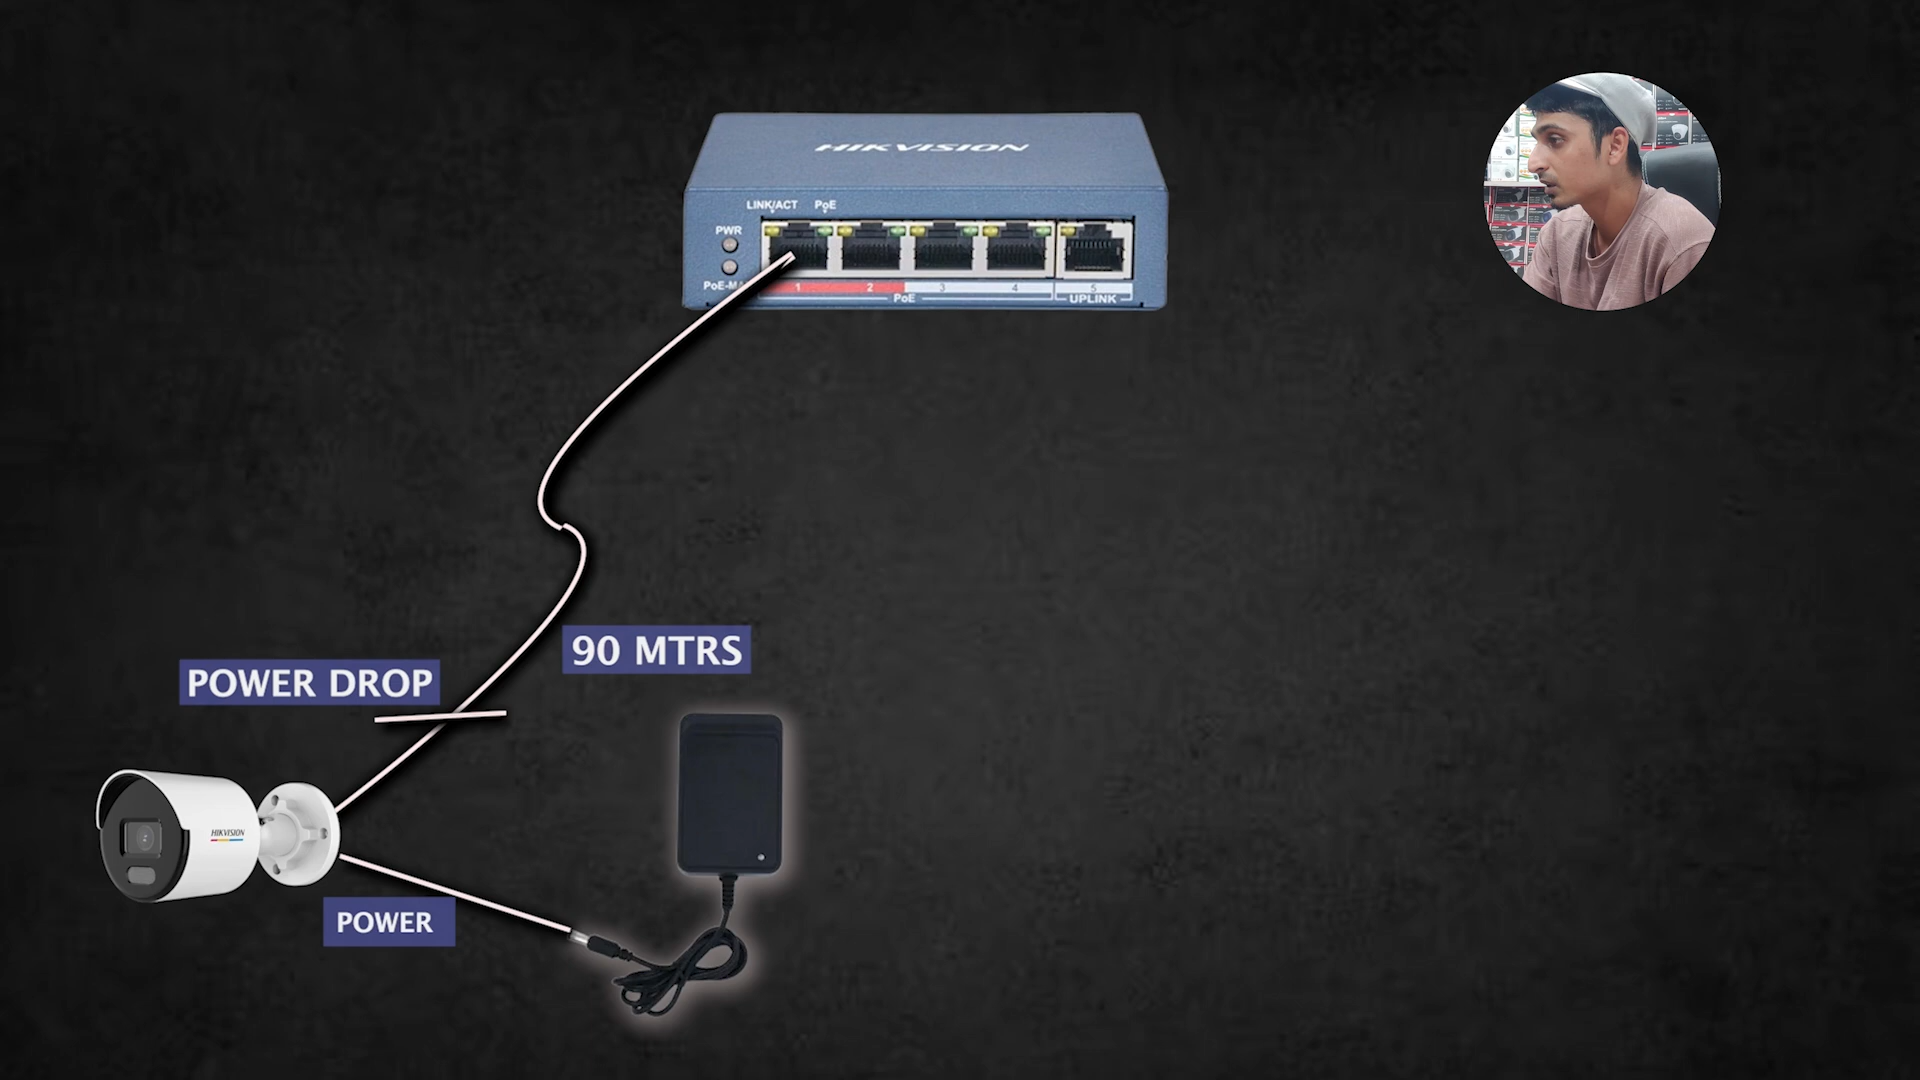 HIKVISION
LINK/ACT PoE
PWR
1 2 3 4 5
PoE UPLINK
90 MTRS
POWER DROP
HIKVISION
POWER